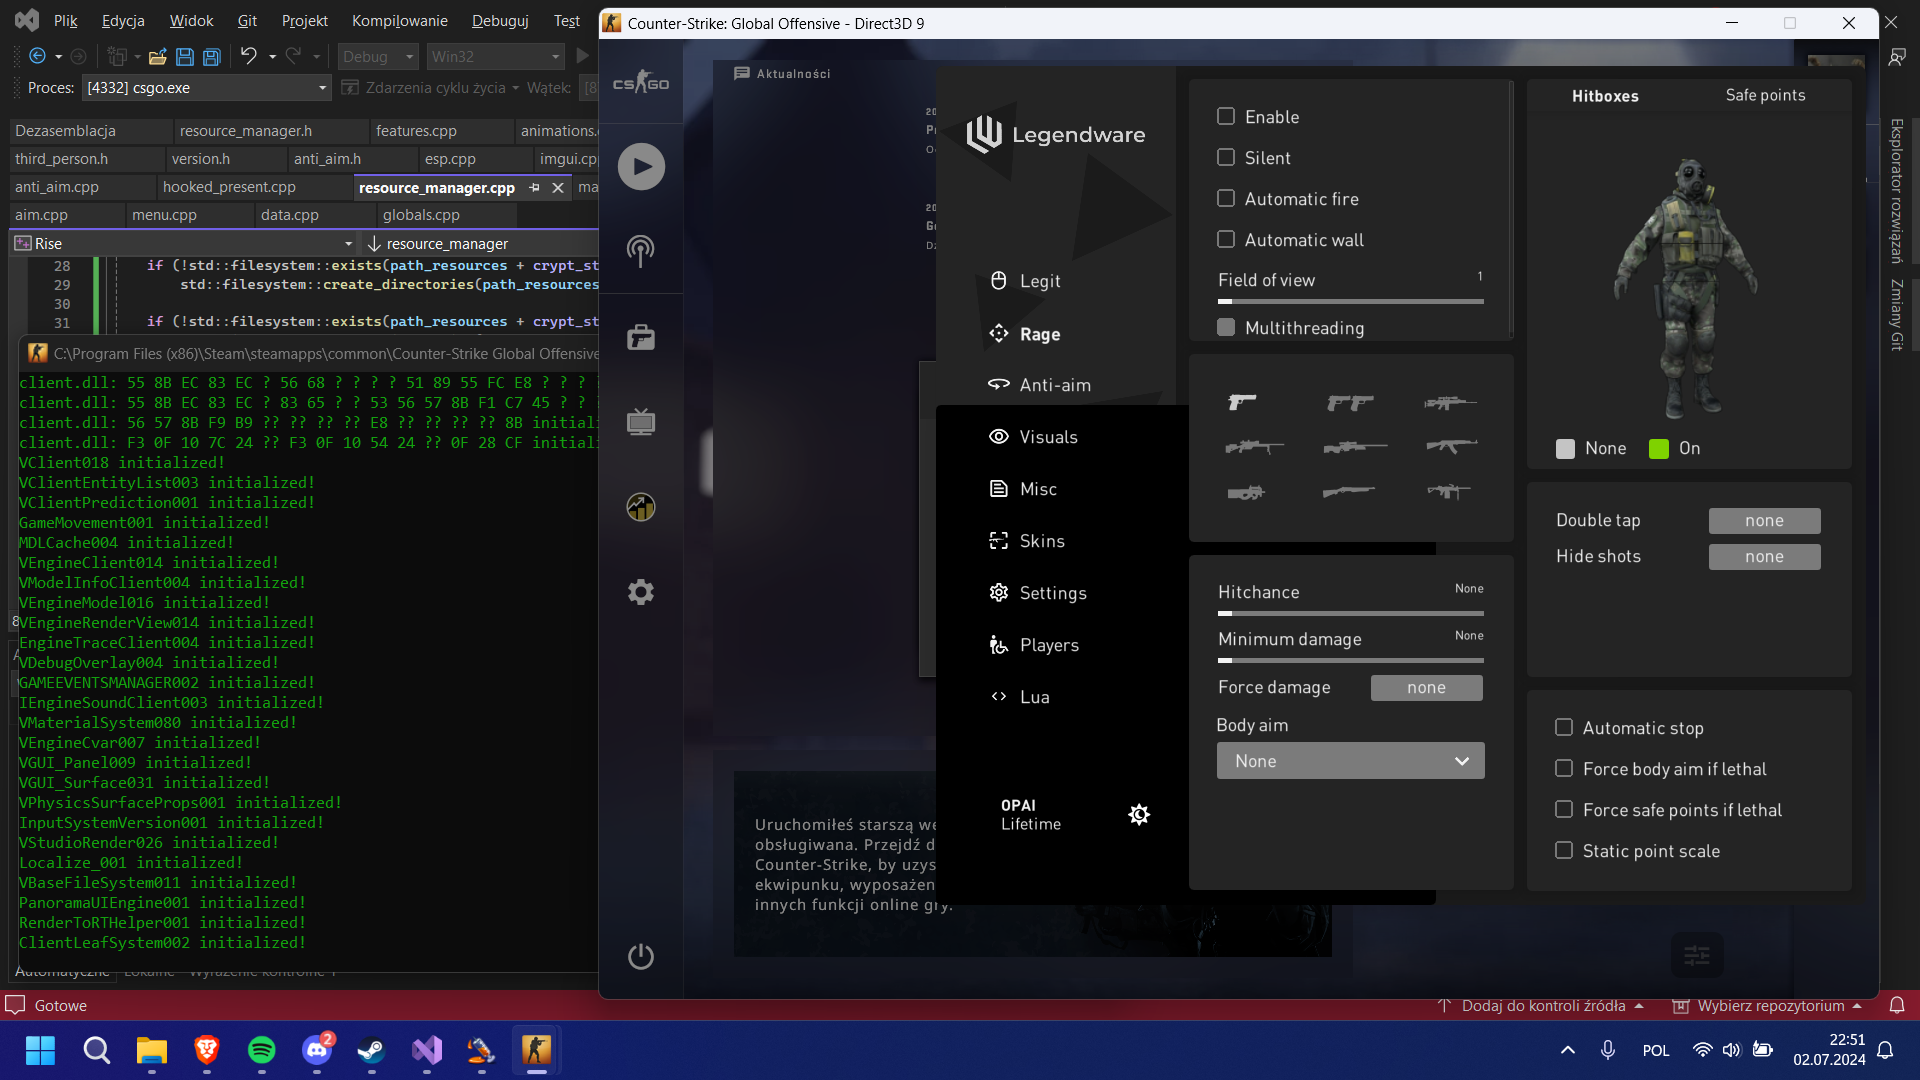 Plik Edycja Widok Git Projekt Kompilowanie Debuguj Test
Debug Win32
Proces: [4332] csgo.exe Zdarzenia cyklu życia Wątek:
Dezasemblacja resource_manager.h features.cpp
third_person.h version.h anti_aim.h esp.cpp
anti_aim.cpp hooked_present.cpp resource_manager.cpp
aim.cpp menu.cpp data.cpp globals.cpp
Rise resource_manager
28 if (!std::filesystem::exists(path_resources + crypt_st
29 std::filesystem::create_directories(path_resources
30
31 if (!std::filesystem::exists(path_resources + crypt_st
C:\Program Files (x86)\Steam\steamapps\common\Counter-Strike Global Offensive
client.dll: 55 8B EC 83 EC ? 56 68 ? ? ? ? 51 89 55 FC E8 ? ? ? ?
client.dll: 55 8B EC 83 EC ? 83 65 ? ? 53 56 57 8B F1 C7 45 ? ? ?
client.dll: 56 57 8B F9 B9 ?? ?? ?? ?? E8 ?? ?? ?? ?? 8B initiali
client.dll: F3 0F 10 7C 24 ?? F3 0F 10 54 24 ?? 0F 28 CF initiali
VClient018 initialized!
VClientEntityList003 initialized!
VClientPrediction001 initialized!
GameMovement001 initialized!
MDLCache004 initialized!
VEngineClient014 initialized!
VModelInfoClient004 initialized!
VEngineModel016 initialized!
VEngineRenderView014 initialized!
EngineTraceClient004 initialized!
VDebugOverlay004 initialized!
GAMEEVENTSMANAGER002 initialized!
IEngineSoundClient003 initialized!
VMaterialSystem080 initialized!
VEngineCvar007 initialized!
VGUI_Panel009 initialized!
VGUI_Surface031 initialized!
VPhysicsSurfaceProps001 initialized!
InputSystemVersion001 initialized!
VStudioRender026 initialized!
Localize_001 initialized!
VBaseFileSystem011 initialized!
PanoramaUIEngine001 initialized!
RenderToRTHelper001 initialized!
ClientLeafSystem002 initialized!
Automatyczne Lokalne Wyrażenie kontrolne 1
Gotowe
Counter-Strike: Global Offensive - Direct3D 9
CS GO
Aktualności
Legendware
Legit
Rage
Anti-aim
Visuals
Misc
Skins
Settings
Players
Lua
OPAI
Lifetime
Uruchomiłeś starszą we
obsługiwana. Przejdź d
Counter-Strike, by uzys
ekwipunku, wyposażen
innych funkcji online gry.
Enable
Silent
Automatic fire
Automatic wall
Field of view 1
Multithreading
Hitchance None
Minimum damage None
Force damage none
Body aim
None
Hitboxes Safe points
None On
Double tap none
Hide shots none
Automatic stop
Force body aim if lethal
Force safe points if lethal
Static point scale
Eksplorator rozwiązań
Zmiany Git
Dodaj do kontroli źródła Wybierz repozytorium
2
POL
22:51
02.07.2024